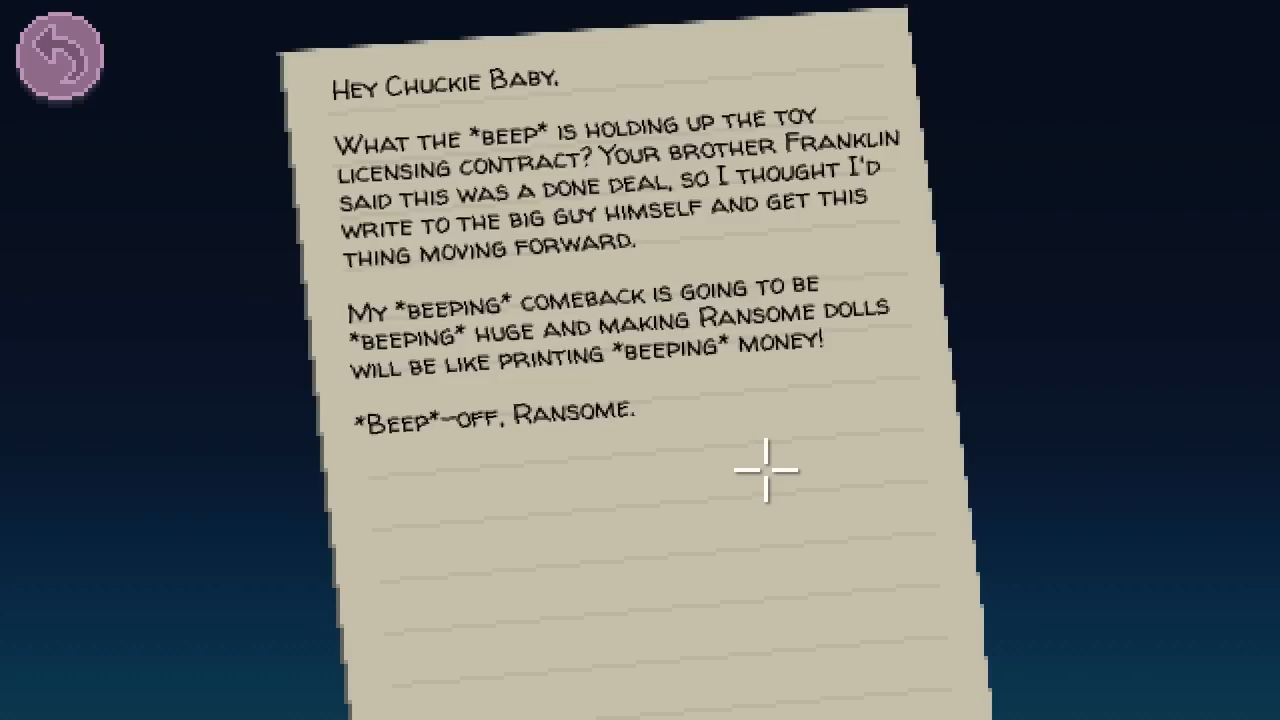 Hey Chuckie Baby,
What the *beep* is holding up the toy
licensing contract? Your brother Franklin
said this was a done deal, so I thought I'd
write to the big guy himself and get this
thing moving forward.
My *beeping* comeback is going to be
*beeping* huge and making Ransome dolls
will be like printing *beeping* money!
*Beep*-off, Ransome.